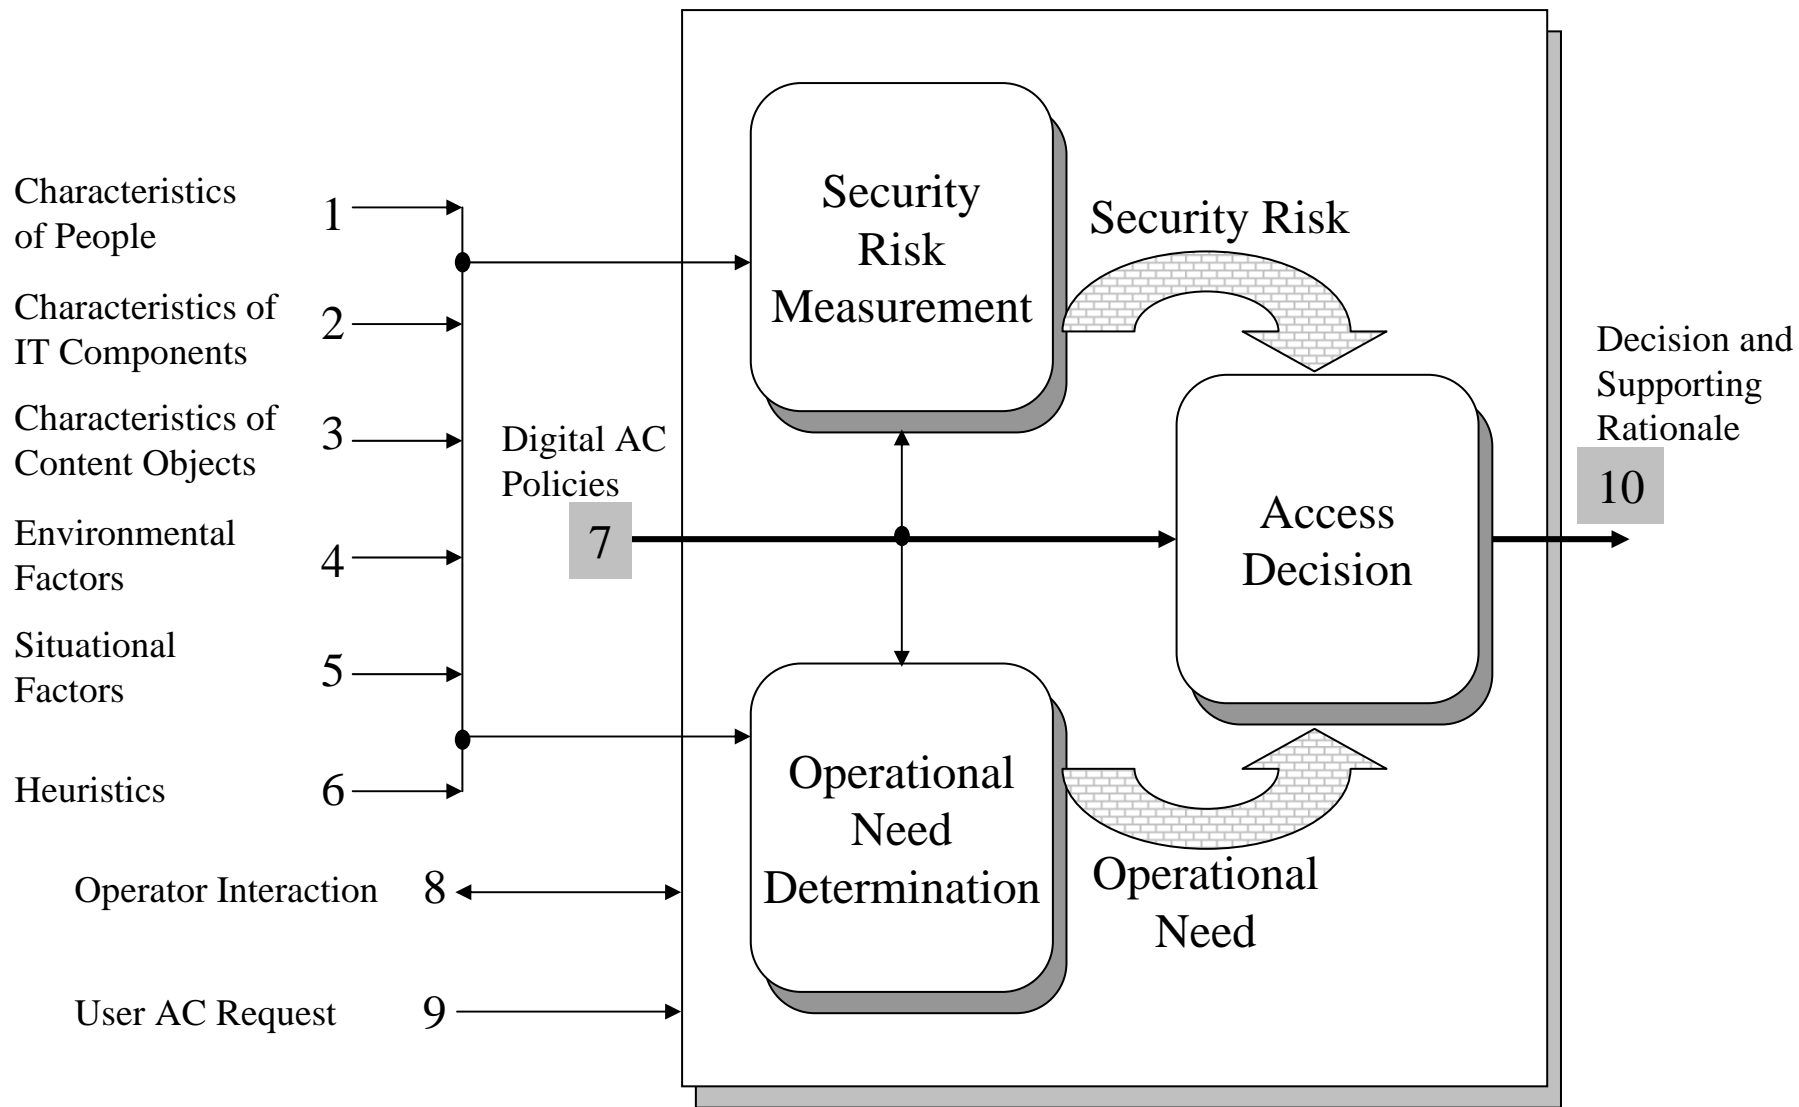 Characteristics
of People
1
Characteristics of
IT Components
2
Characteristics of
Content Objects
3
Environmental
Factors
4
Situational
Factors
5
Heuristics
6
Operator Interaction
8
User AC Request
9
Digital AC
Policies
7
Security
Risk
Measurement
Security Risk
Operational
Need
Determination
Operational
Need
Access
Decision
Decision and
Supporting
Rationale
10